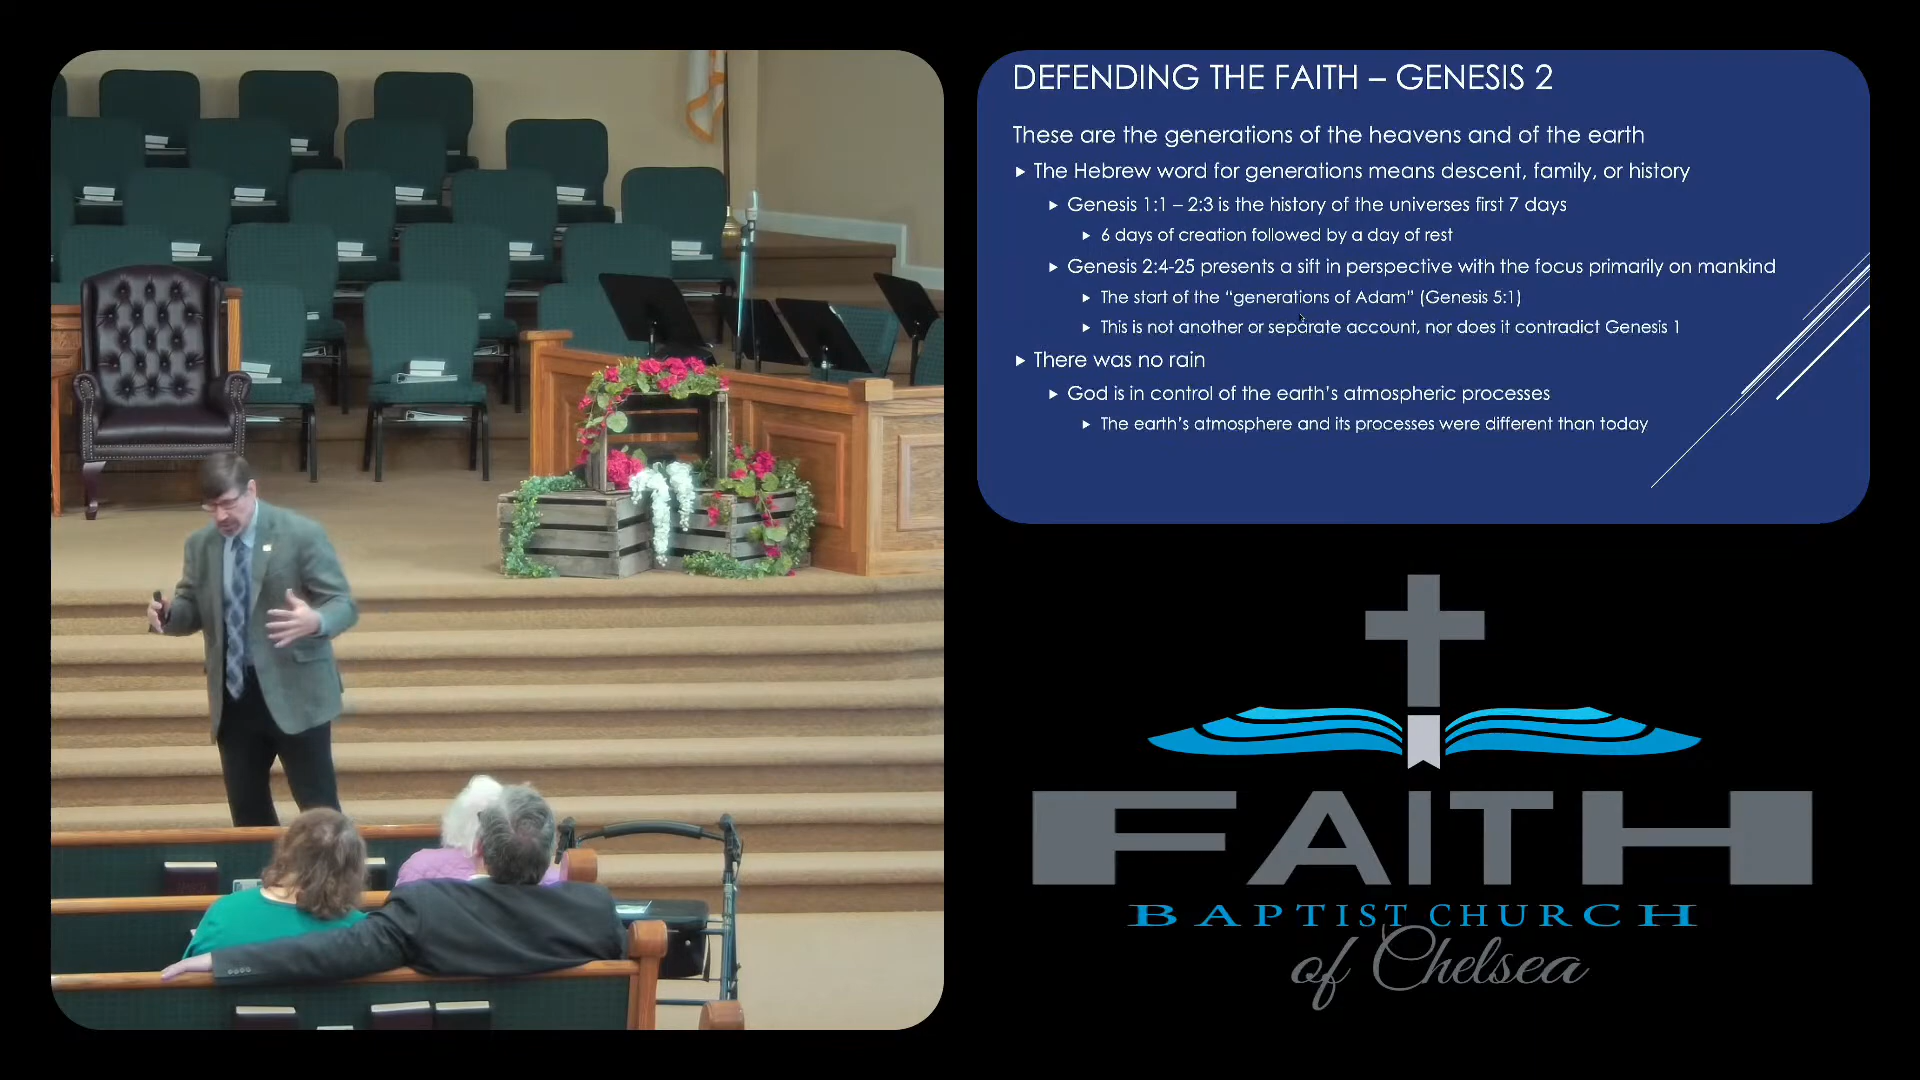 DEFENDING THE FAITH – GENESIS 2
These are the generations of the heavens and of the earth
The Hebrew word for generations means descent, family, or history
Genesis 1:1 – 2:3 is the history of the universes first 7 days
6 days of creation followed by a day of rest
Genesis 2:4-25 presents a sift in perspective with the focus primarily on mankind
The start of the “generations of Adam” (Genesis 5:1)
This is not another or separate account, nor does it contradict Genesis 1
There was no rain
God is in control of the earth’s atmospheric processes
The earth’s atmosphere and its processes were different than today
FAITH
BAPTIST CHURCH
of Chelsea